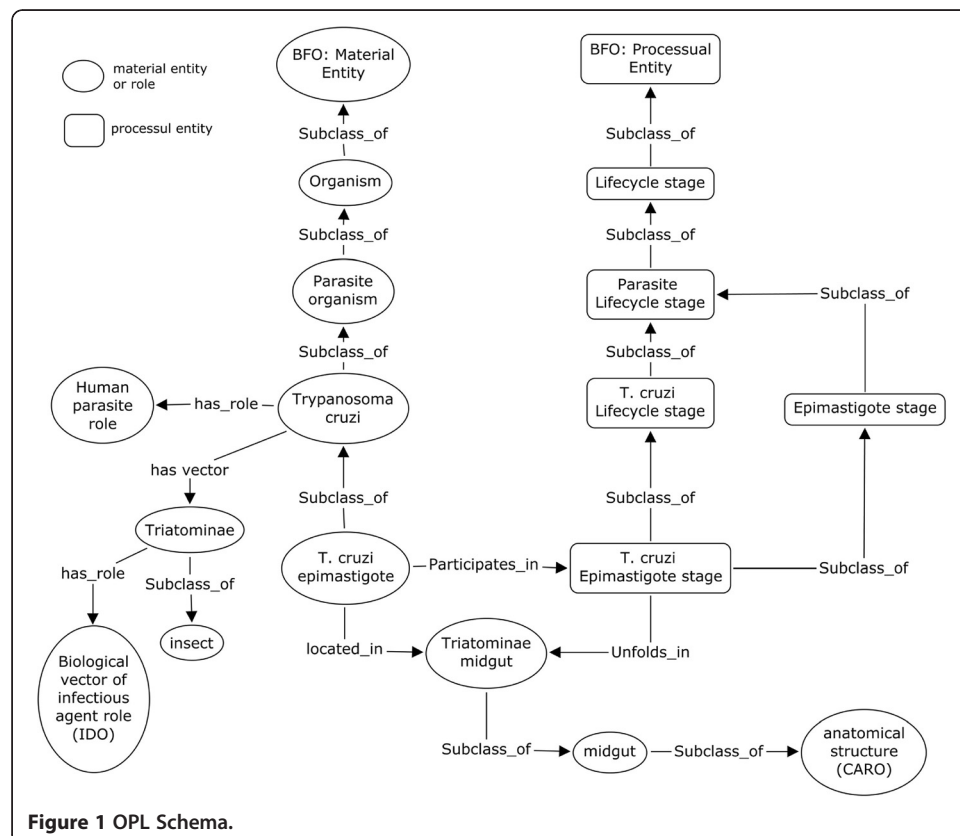 material entity
or role
processul entity
BFO: Material
Entity
Subclass_of
Organism
Subclass_of
Parasite
organism
Subclass_of
Human
parasite
role
has_role
Trypanosoma
cruzi
has vector
Triatominae
has_role
Subclass_of
insect
Biological
vector of
infectious
agent role
(IDO)
Subclass_of
T. cruzi
epimastigote
Participates_in
located_in
Triatominae
midgut
Unfolds_in
Subclass_of
midgut
Subclass_of
anatomical
structure
(CARO)
BFO: Processual
Entity
Subclass_of
Lifecycle stage
Subclass_of
Parasite
Lifecycle stage
Subclass_of
Subclass_of
T. cruzi
Lifecycle stage
Epimastigote stage
Subclass_of
T. cruzi
Epimastigote stage
Subclass_of
Figure 1 OPL Schema.